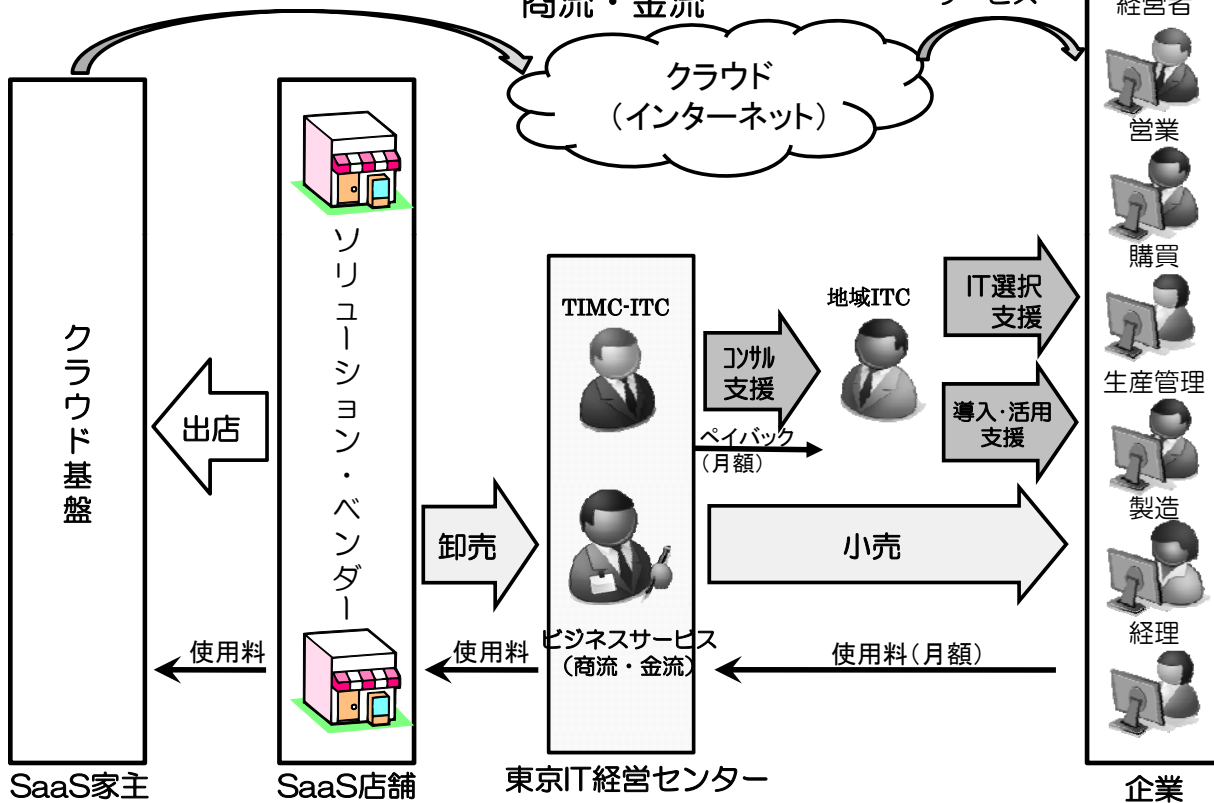 商流・金流
サービス
経営者
クラウド
（インターネット）
営業
購買
生産管理
製造
経理
クラウド基盤
出店
ソリューション・ベンダー
卸売
TIMC-ITC
コンサル
支援
地域ITC
ペイバック
（月額）
IT選択
支援
導入・活用
支援
小売
ビジネスサービス
（商流・金流）
使用料
使用料
使用料（月額）
SaaS家主
SaaS店舗
東京IT経営センター
企業